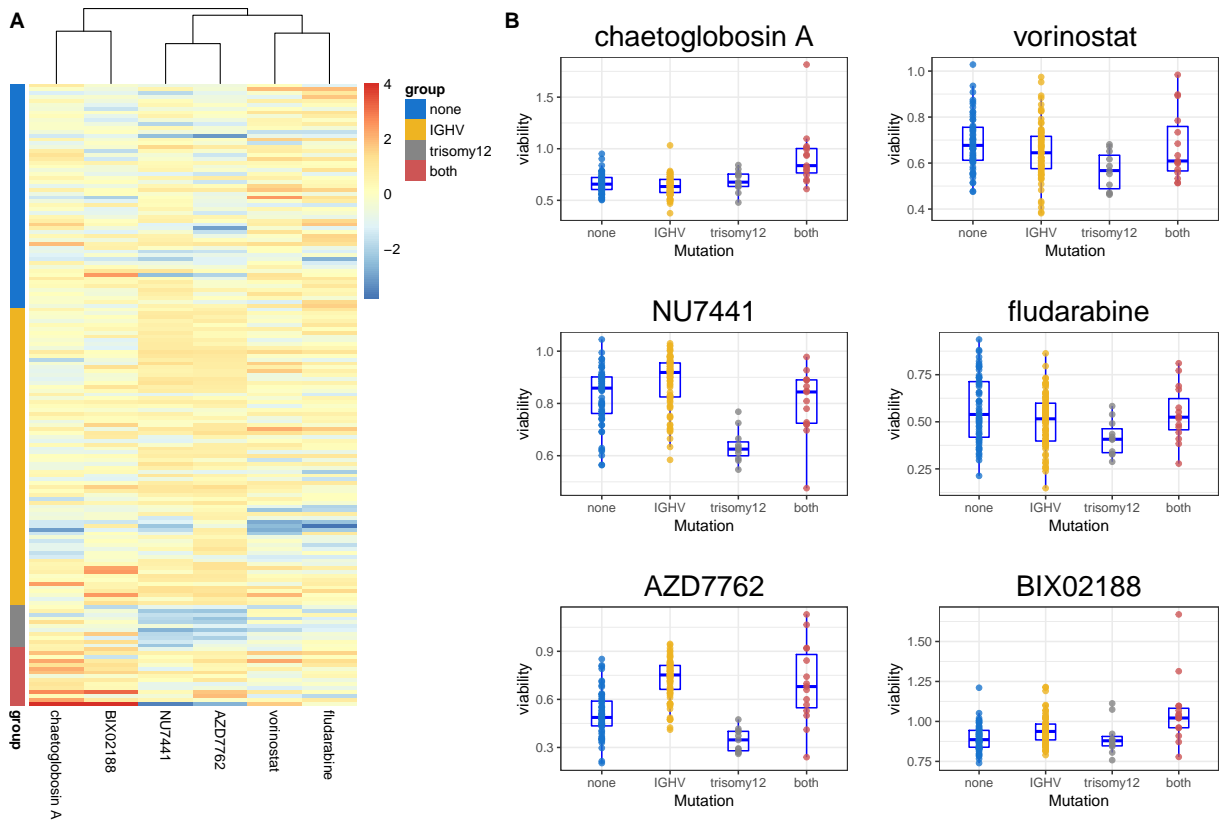 A
4
2
0
−2
group
none
IGHV
trisomy12
both
group
chaetoglobosin A
BIX02188
NU7441
AZD7762
vorinostat
fludarabine
B
chaetoglobosin A
viability
1.5
1.0
0.5
none IGHV trisomy12 both
Mutation
vorinostat
viability
1.0
0.8
0.6
0.4
none IGHV trisomy12 both
Mutation
NU7441
viability
1.0
0.8
0.6
none IGHV trisomy12 both
Mutation
fludarabine
viability
0.75
0.50
0.25
none IGHV trisomy12 both
Mutation
AZD7762
viability
0.9
0.6
0.3
none IGHV trisomy12 both
Mutation
BIX02188
viability
1.50
1.25
1.00
0.75
none IGHV trisomy12 both
Mutation